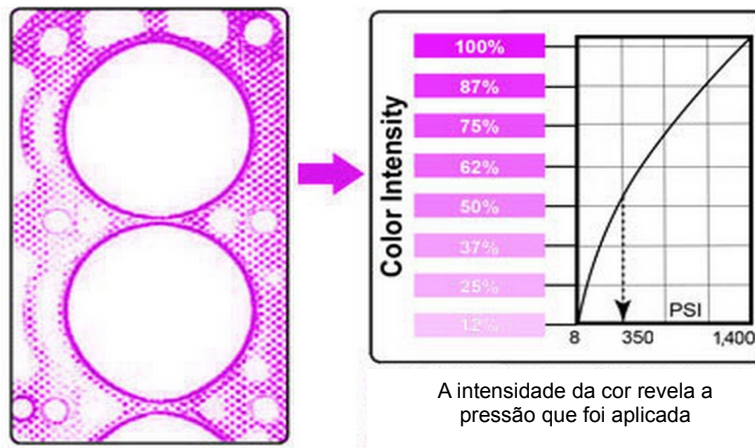 Color Intensity
100%
87%
75%
62%
50%
37%
25%
12%
PSI
8 350 1,400
A intensidade da cor revela a
pressão que foi aplicada